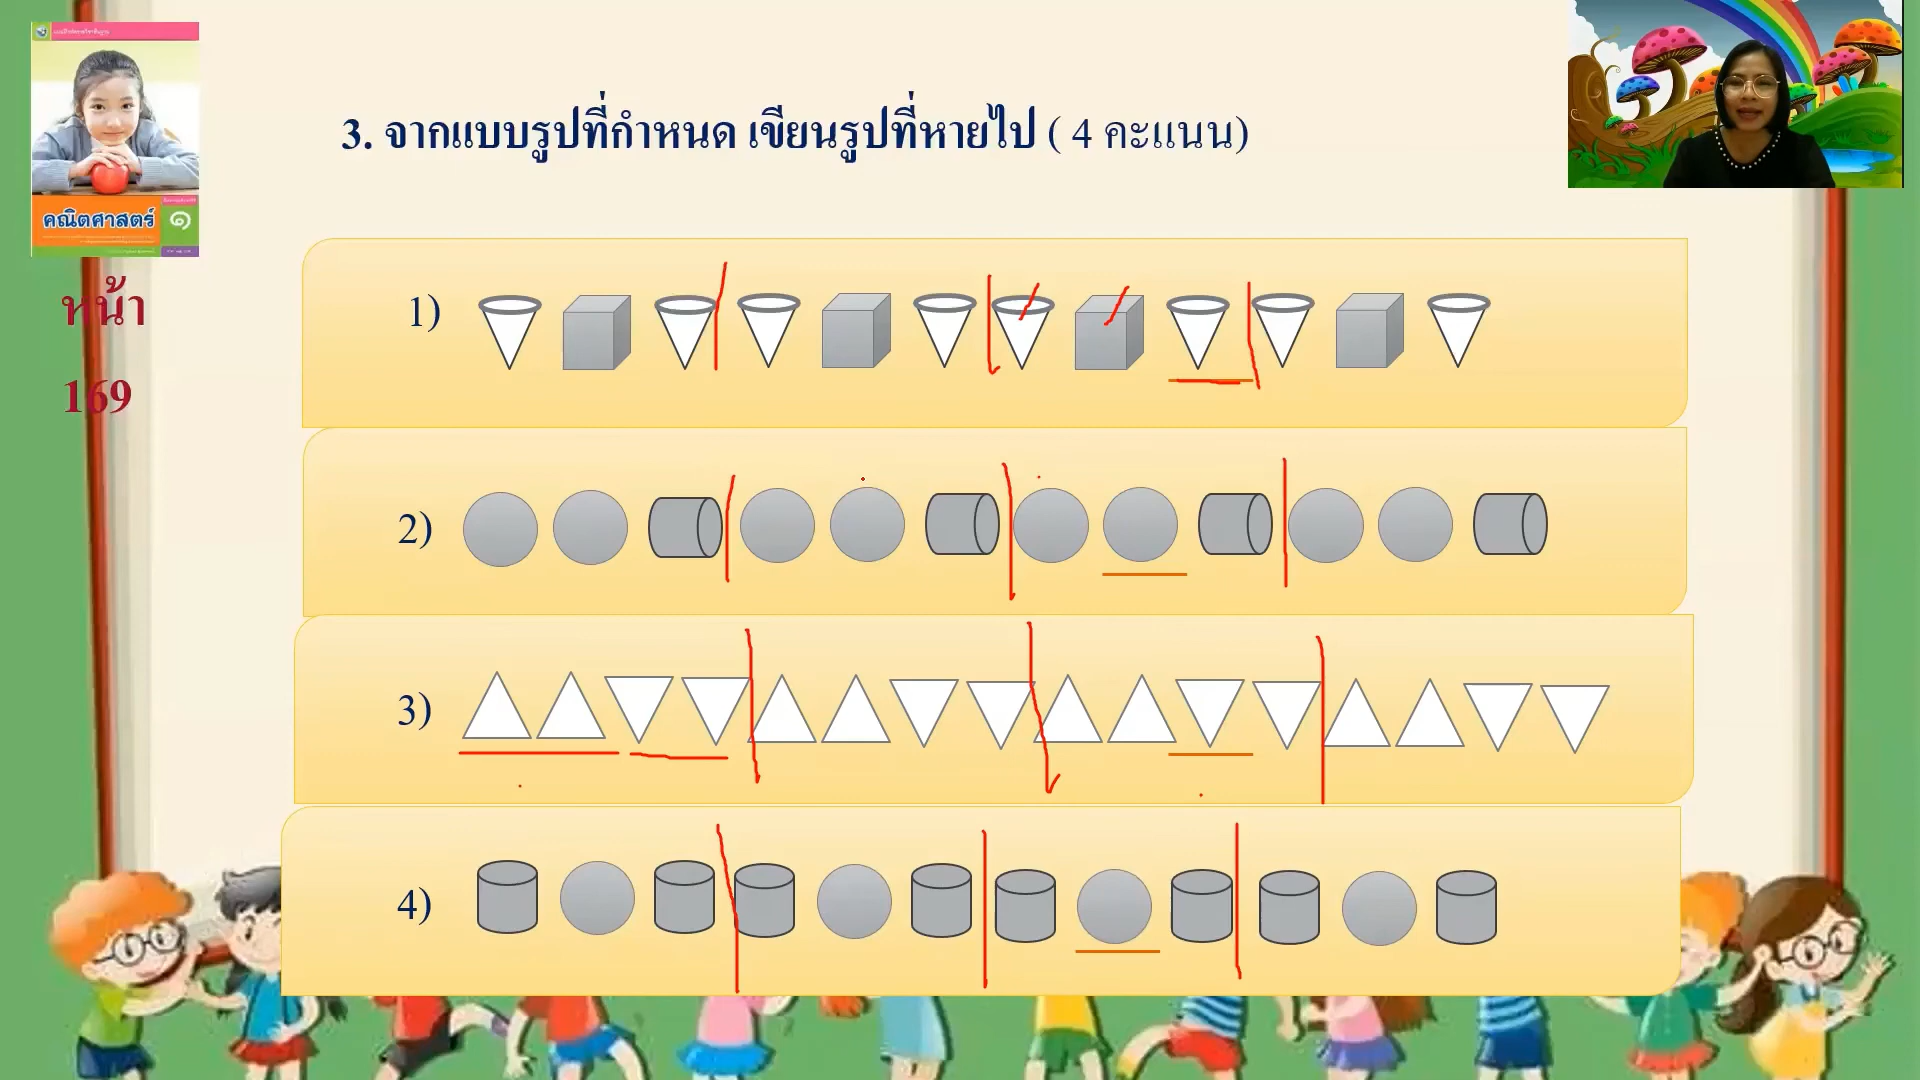 คณิตศาสตร์ ๑
หน้า
169
3. จากแบบรูปที่กำหนด เขียนรูปที่หายไป ( 4 คะแนน)
1)
2)
3)
4)